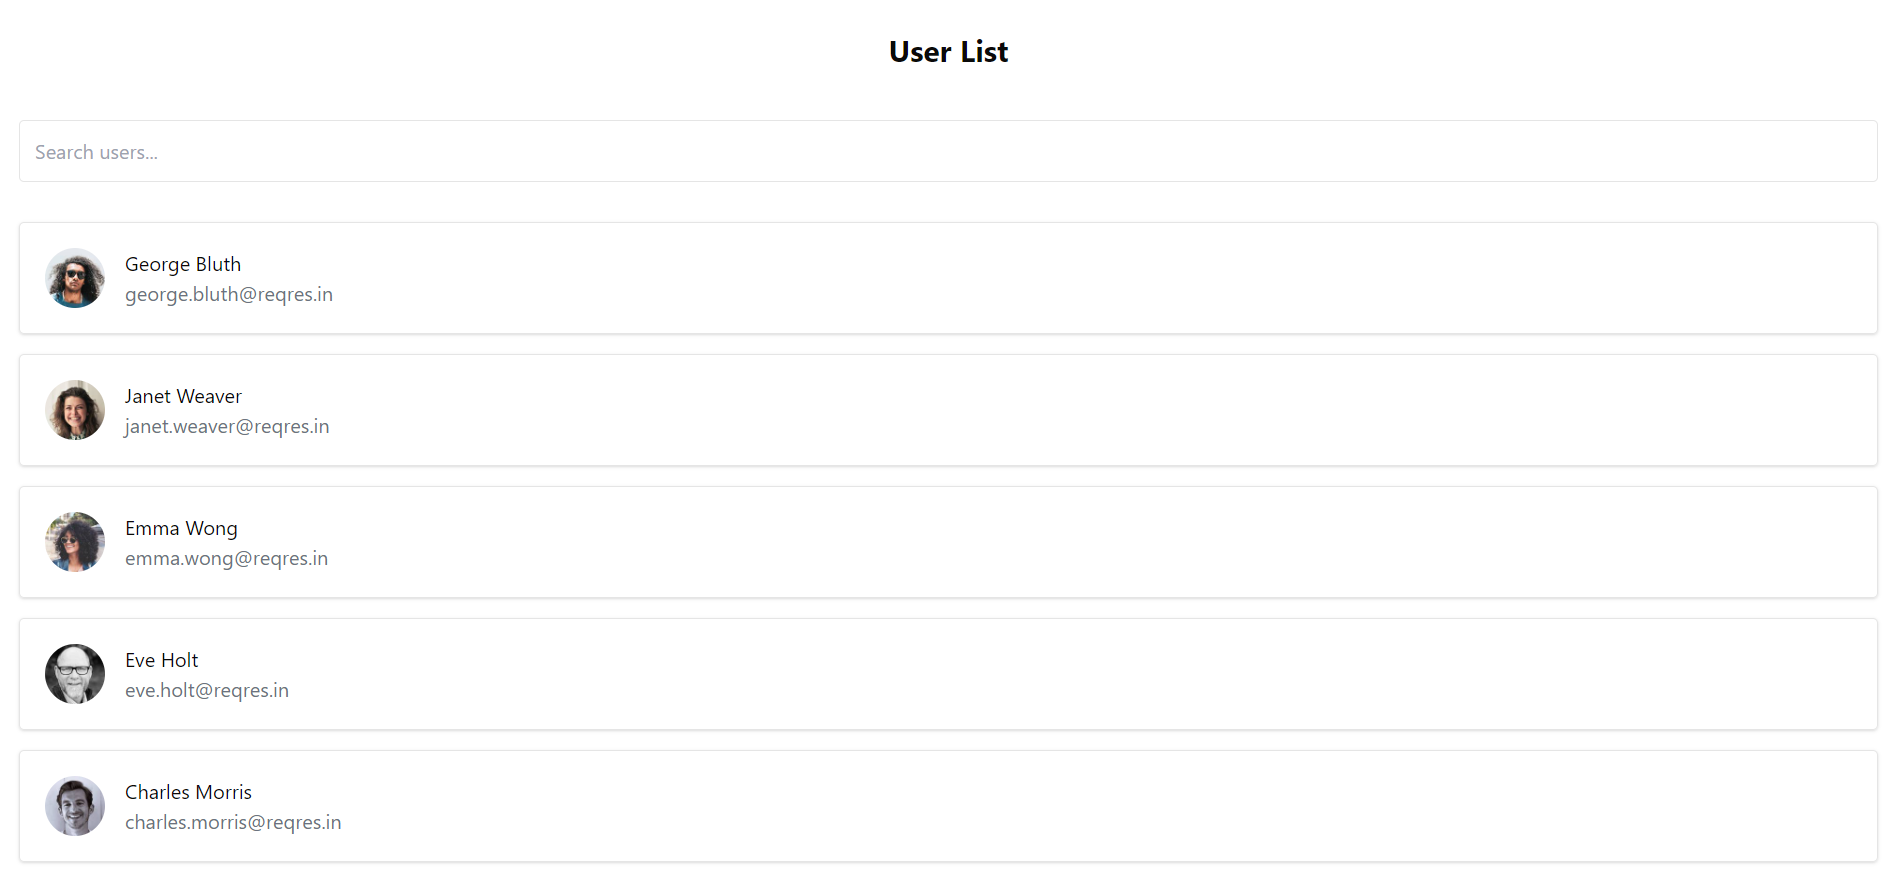 User List
Search users...
George Bluth
george.bluth@reqres.in
Janet Weaver
janet.weaver@reqres.in
Emma Wong
emma.wong@reqres.in
Eve Holt
eve.holt@reqres.in
Charles Morris
charles.morris@reqres.in